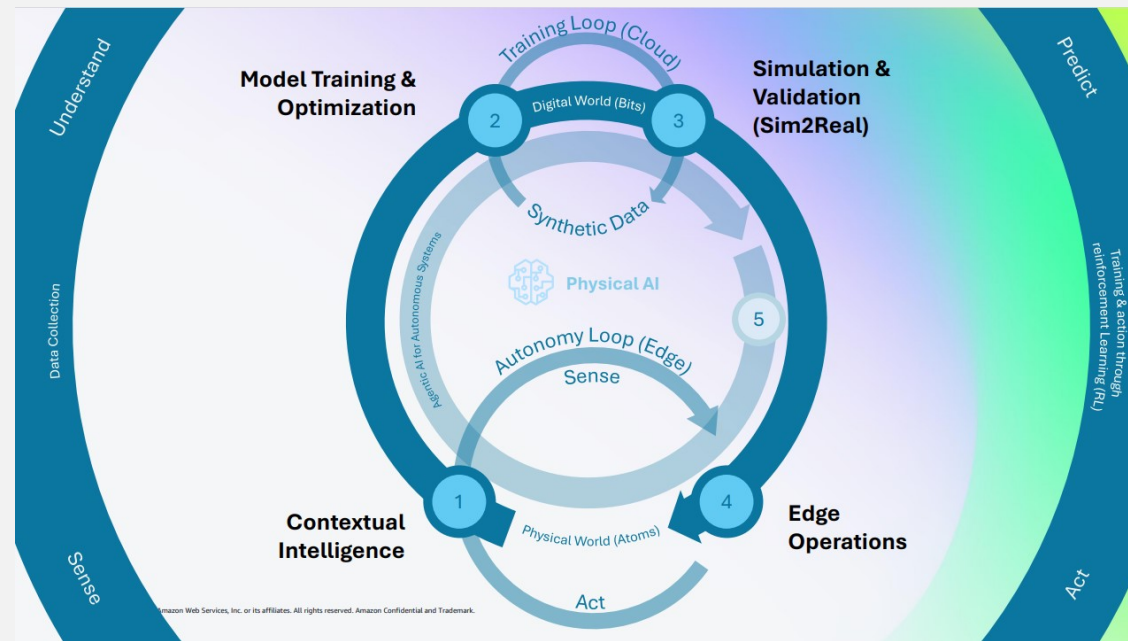 Understand
Data Collection
Sense
Model Training &
Optimization
Training Loop (Cloud)
Digital World (Bits)
2
3
Simulation &
Validation
(Sim2Real)
Synthetic Data
Agentic AI for Autonomous Systems
Physical AI
5
Autonomy Loop (Edge)
Sense
1
4
Contextual
Intelligence
Physical World (Atoms)
Edge
Operations
Act
Amazon Web Services, Inc. or its affiliates. All rights reserved. Amazon Confidential and Trademark.
Predict
Training & action through
reinforcement Learning (RL)
Act